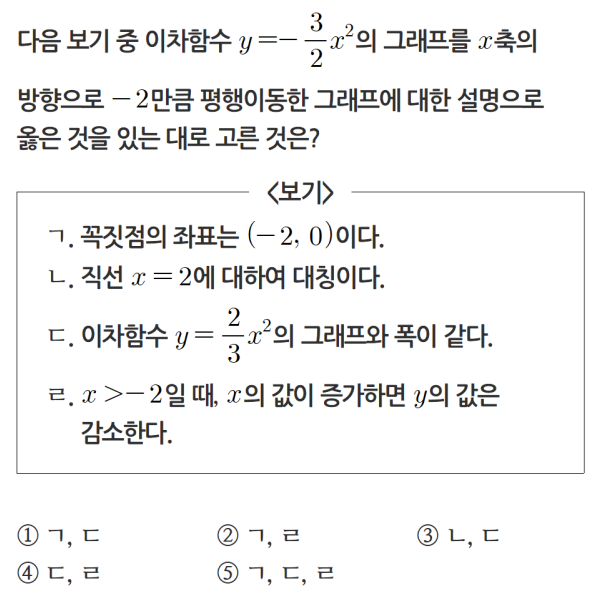 다음 보기 중 이차함수 y=-3/2x²의 그래프를 x축의
방향으로 -2만큼 평행이동한 그래프에 대한 설명으로
옳은 것을 있는 대로 고른 것은?
<보기>
ㄱ. 꼭짓점의 좌표는 (-2, 0)이다.
ㄴ. 직선 x=2에 대하여 대칭이다.
ㄷ. 이차함수 y=2/3x²의 그래프와 폭이 같다.
ㄹ. x>-2일 때, x의 값이 증가하면 y의 값은
감소한다.
① ㄱ, ㄷ ② ㄱ, ㄹ ③ ㄴ, ㄷ
④ ㄷ, ㄹ ⑤ ㄱ, ㄷ, ㄹ